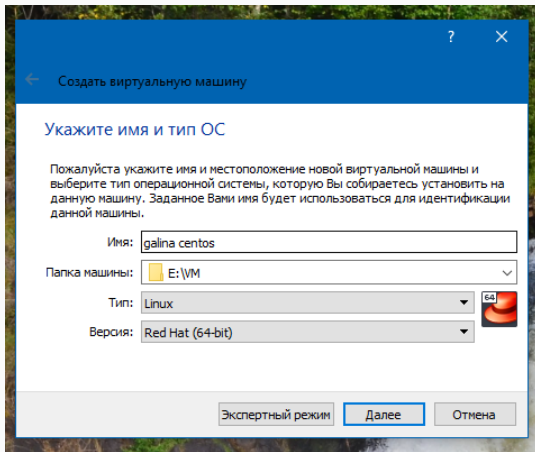 ?
Создать виртуальную машину
Укажите имя и тип ОС
Пожалуйста укажите имя и местоположение новой виртуальной машины и
выберите тип операционной системы, которую Вы собираетесь установить на
данную машину. Заданное Вами имя будет использоваться для идентификации
данной машины.
Имя: galina centos
Папка машины: E:\VM
Тип: Linux 64
Версия: Red Hat (64-bit)
Экспертный режим Далее Отмена